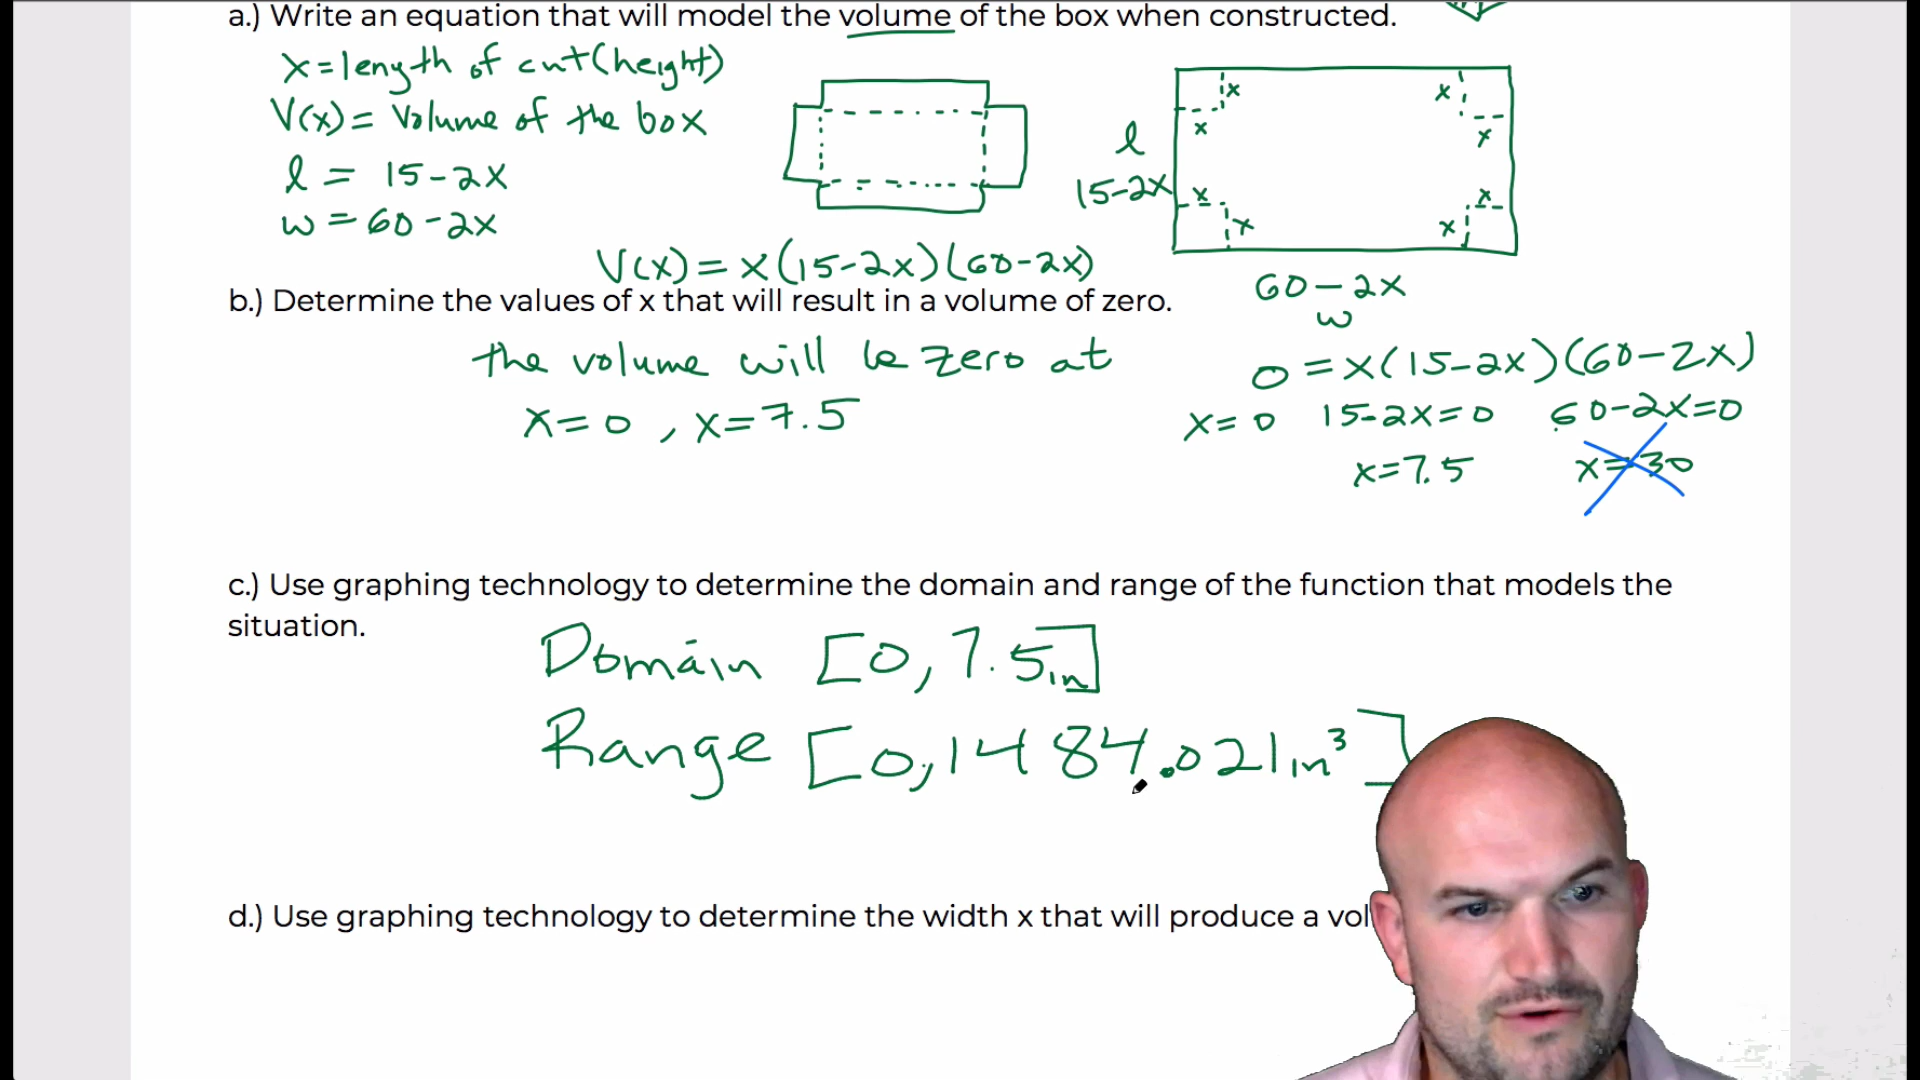 a.) Write an equation that will model the volume of the box when constructed.
x = length of cut (height)
V(x) = Volume of the box
l = 15 - 2x
w = 60 - 2x
x x
x x
l
15 - 2x
x x
x x
V(x) = x(15-2x)(60-2x)
60 - 2x
w
b.) Determine the values of x that will result in a volume of zero.
the volume will be zero at
x = 0 , x = 7.5
0 = x(15-2x)(60-2x)
x = 0 15-2x=0 60-2x=0
x=7.5 x=30
c.) Use graphing technology to determine the domain and range of the function that models the
situation.
Domain [0, 7.5in]
Range [0, 1484.021in³]
d.) Use graphing technology to determine the width x that will produce a